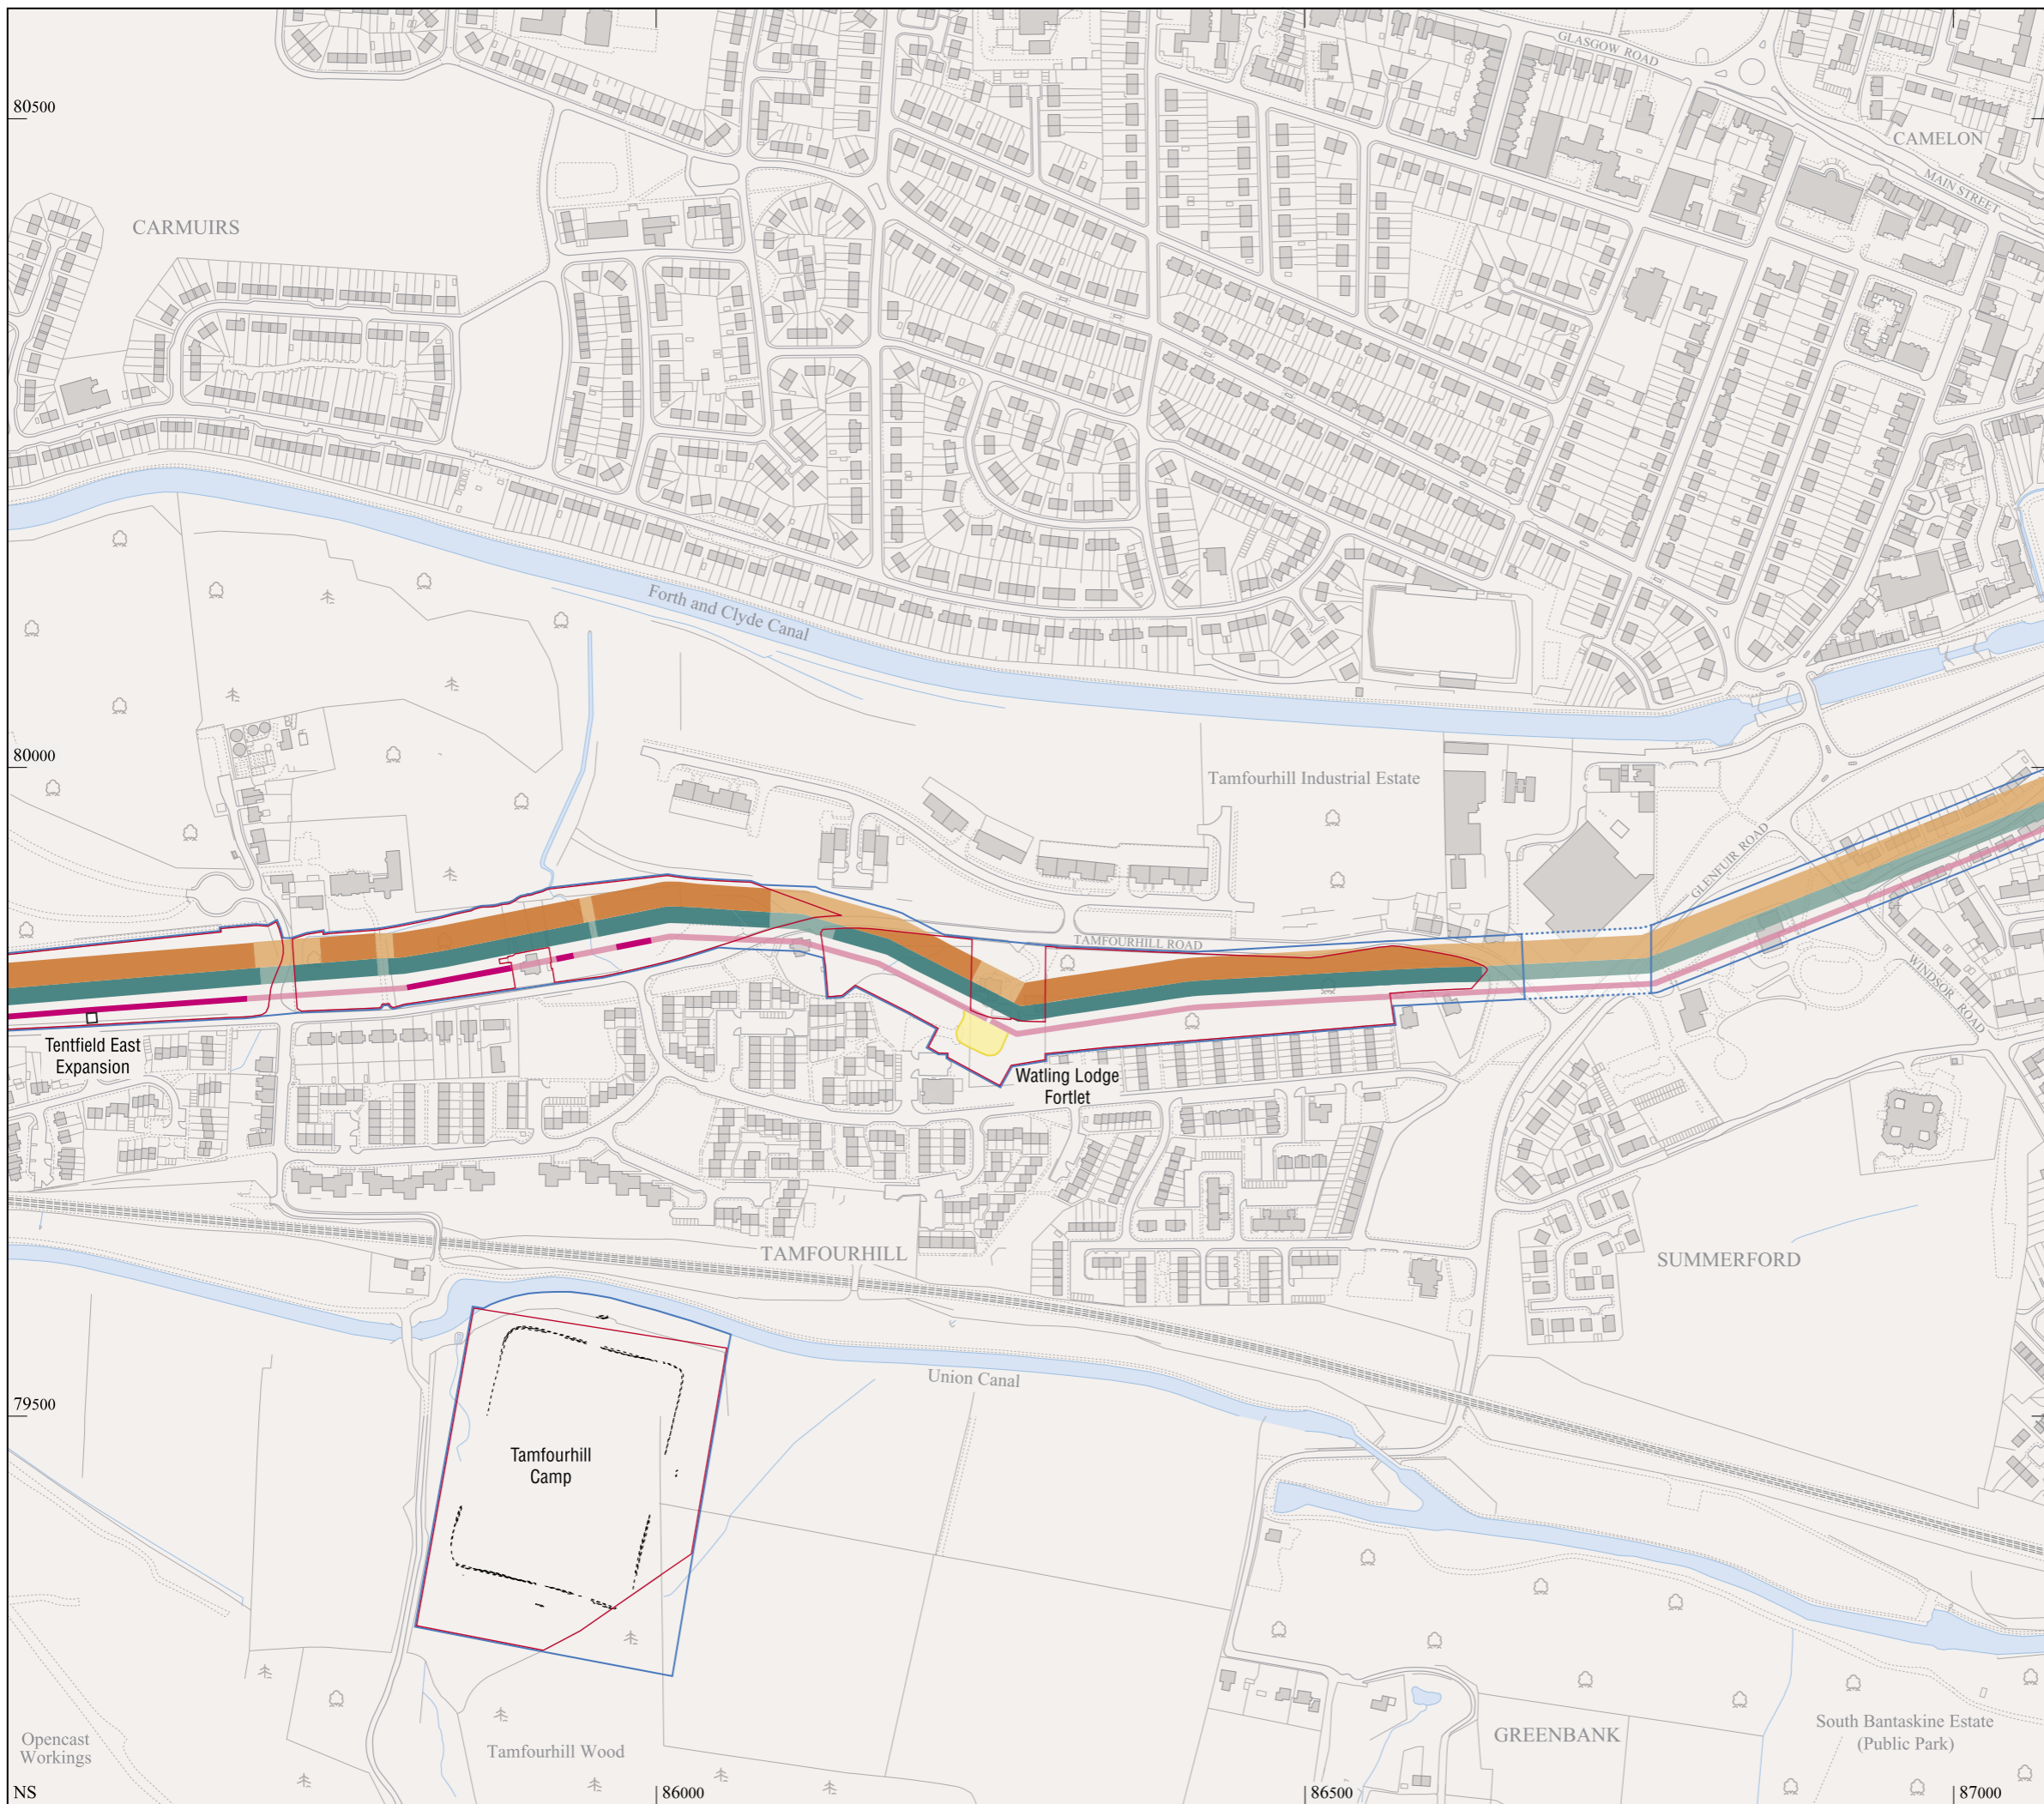 GLASGOW ROAD
80500
CAMELON
MAIN STREET
CARMUIRS
Forth and Clyde Canal
80000
Tamfourhill Industrial Estate
GLENFUIR ROAD
TAMFOURHILL ROAD
WINDSOR ROAD
Tentfield East
Expansion
Watling Lodge
Fortlet
TAMFOURHILL
SUMMERFORD
Union Canal
79500
Tamfourhill
Camp
Opencast
Workings
Tamfourhill Wood
GREENBANK
South Bantaskine Estate
(Public Park)
NS
86000
86500
87000